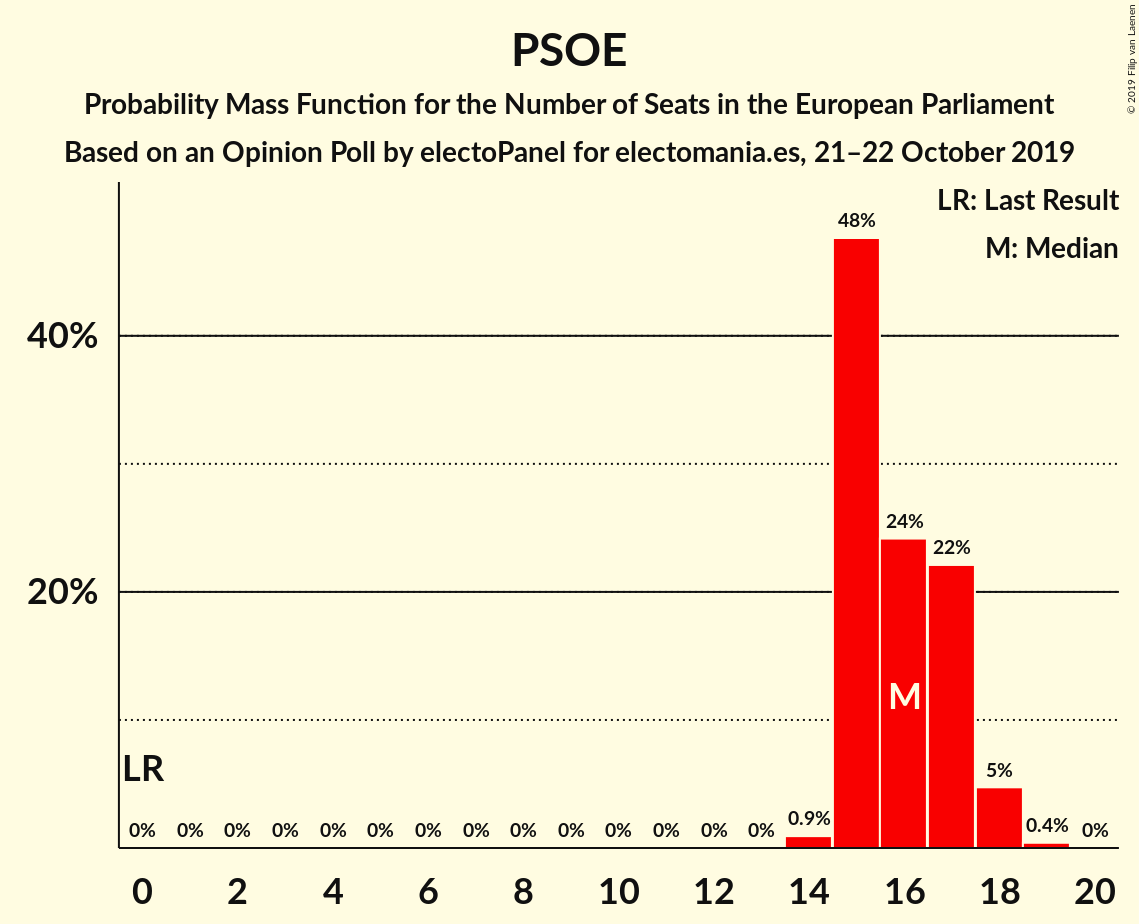 PSOE
Probability Mass Function for the Number of Seats in the European Parliament
Based on an Opinion Poll by electoPanel for electomania.es, 21–22 October 2019
© 2019 Filip van Laenen
LR: Last Result
M: Median
48%
40%
24%
22%
20%
M
LR
5%
0% 0% 0% 0% 0% 0% 0% 0% 0% 0% 0% 0% 0% 0% 0.9% 0.4% 0%
0 2 4 6 8 10 12 14 16 18 20